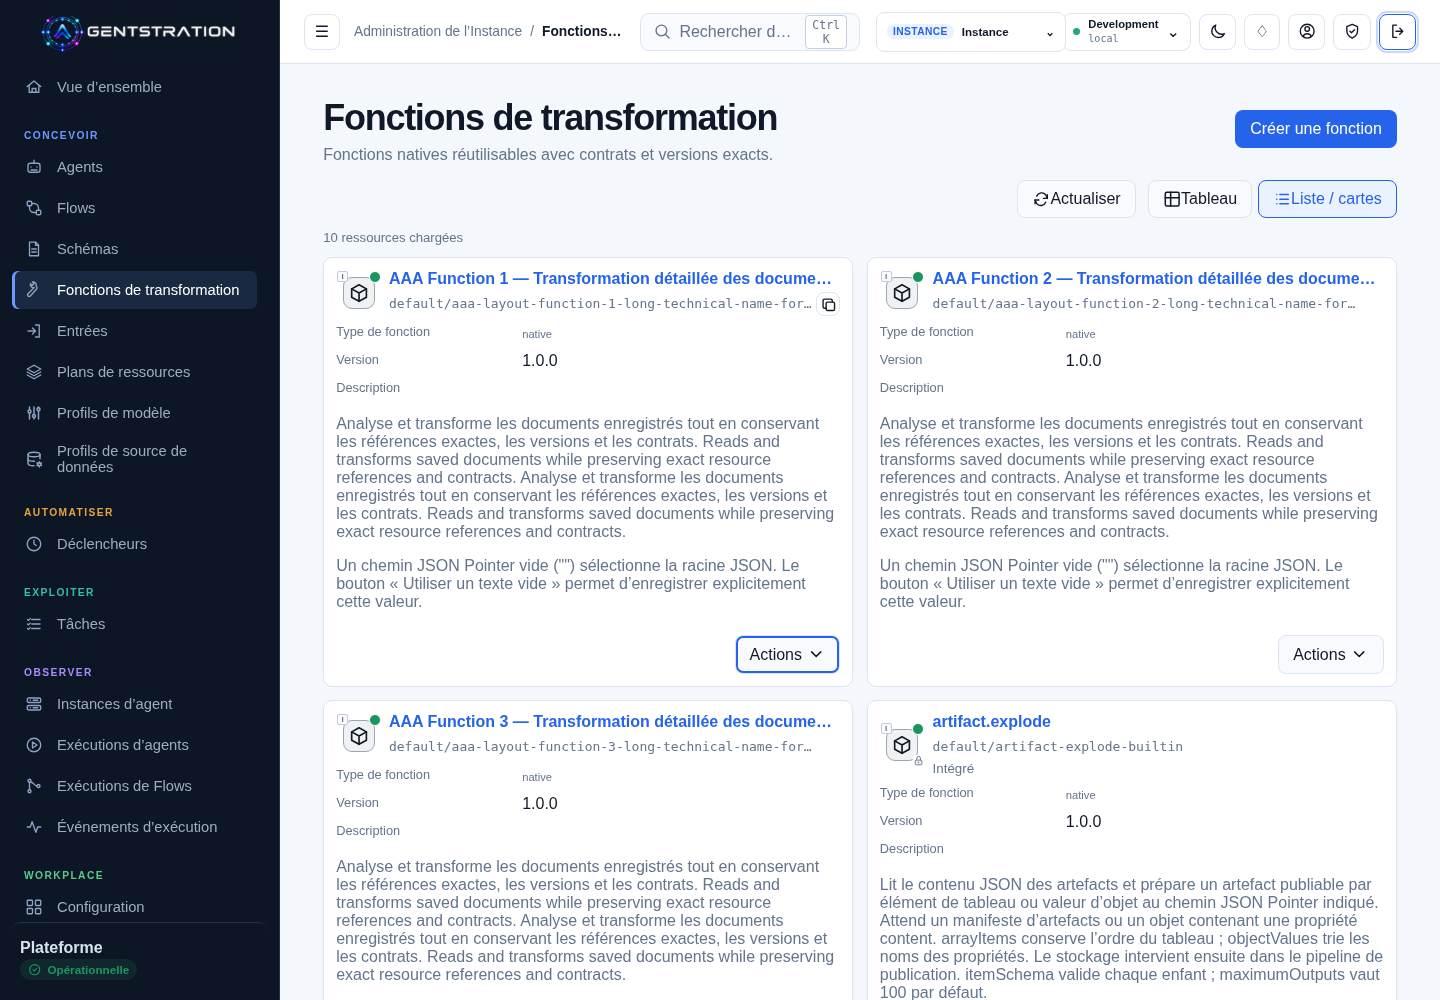 GENTSTRATION
Vue d’ensemble
CONCEVOIR
Agents
Flows
Schémas
Fonctions de transformation
Entrées
Plans de ressources
Profils de modèle
Profils de source de
données
AUTOMATISER
Déclencheurs
EXPLOITER
Tâches
OBSERVER
Instances d’agent
Exécutions d’agents
Exécutions de Flows
Événements d’exécution
WORKPLACE
Configuration
Plateforme
Opérationnelle
Administration de l’Instance / Fonctions…
Rechercher d… Ctrl K
INSTANCE Instance
Development
local
Fonctions de transformation
Fonctions natives réutilisables avec contrats et versions exacts.
Créer une fonction
Actualiser
Tableau
Liste / cartes
10 ressources chargées
AAA Function 1 — Transformation détaillée des docume…
default/aaa-layout-function-1-long-technical-name-for…
Type de fonction native
Version 1.0.0
Description
Analyse et transforme les documents enregistrés tout en conservant
les références exactes, les versions et les contrats. Reads and
transforms saved documents while preserving exact resource
references and contracts. Analyse et transforme les documents
enregistrés tout en conservant les références exactes, les versions et
les contrats. Reads and transforms saved documents while preserving
exact resource references and contracts.
Un chemin JSON Pointer vide ("") sélectionne la racine JSON. Le
bouton « Utiliser un texte vide » permet d’enregistrer explicitement
cette valeur.
Actions
AAA Function 2 — Transformation détaillée des docume…
default/aaa-layout-function-2-long-technical-name-for…
Type de fonction native
Version 1.0.0
Description
Analyse et transforme les documents enregistrés tout en conservant
les références exactes, les versions et les contrats. Reads and
transforms saved documents while preserving exact resource
references and contracts. Analyse et transforme les documents
enregistrés tout en conservant les références exactes, les versions et
les contrats. Reads and transforms saved documents while preserving
exact resource references and contracts.
Un chemin JSON Pointer vide ("") sélectionne la racine JSON. Le
bouton « Utiliser un texte vide » permet d’enregistrer explicitement
cette valeur.
Actions
AAA Function 3 — Transformation détaillée des docume…
default/aaa-layout-function-3-long-technical-name-for…
Type de fonction native
Version 1.0.0
Description
Analyse et transforme les documents enregistrés tout en conservant
les références exactes, les versions et les contrats. Reads and
transforms saved documents while preserving exact resource
references and contracts. Analyse et transforme les documents
enregistrés tout en conservant les références exactes, les versions et
les contrats. Reads and transforms saved documents while preserving
exact resource references and contracts.
artifact.explode
default/artifact-explode-builtin
Intégré
Type de fonction native
Version 1.0.0
Description
Lit le contenu JSON des artefacts et prépare un artefact publiable par
élément de tableau ou valeur d’objet au chemin JSON Pointer indiqué.
Attend un manifeste d’artefacts ou un objet contenant une propriété
content. arrayItems conserve l’ordre du tableau ; objectValues trie les
noms des propriétés. Le stockage intervient ensuite dans le pipeline de
publication. itemSchema valide chaque enfant ; maximumOutputs vaut
100 par défaut.